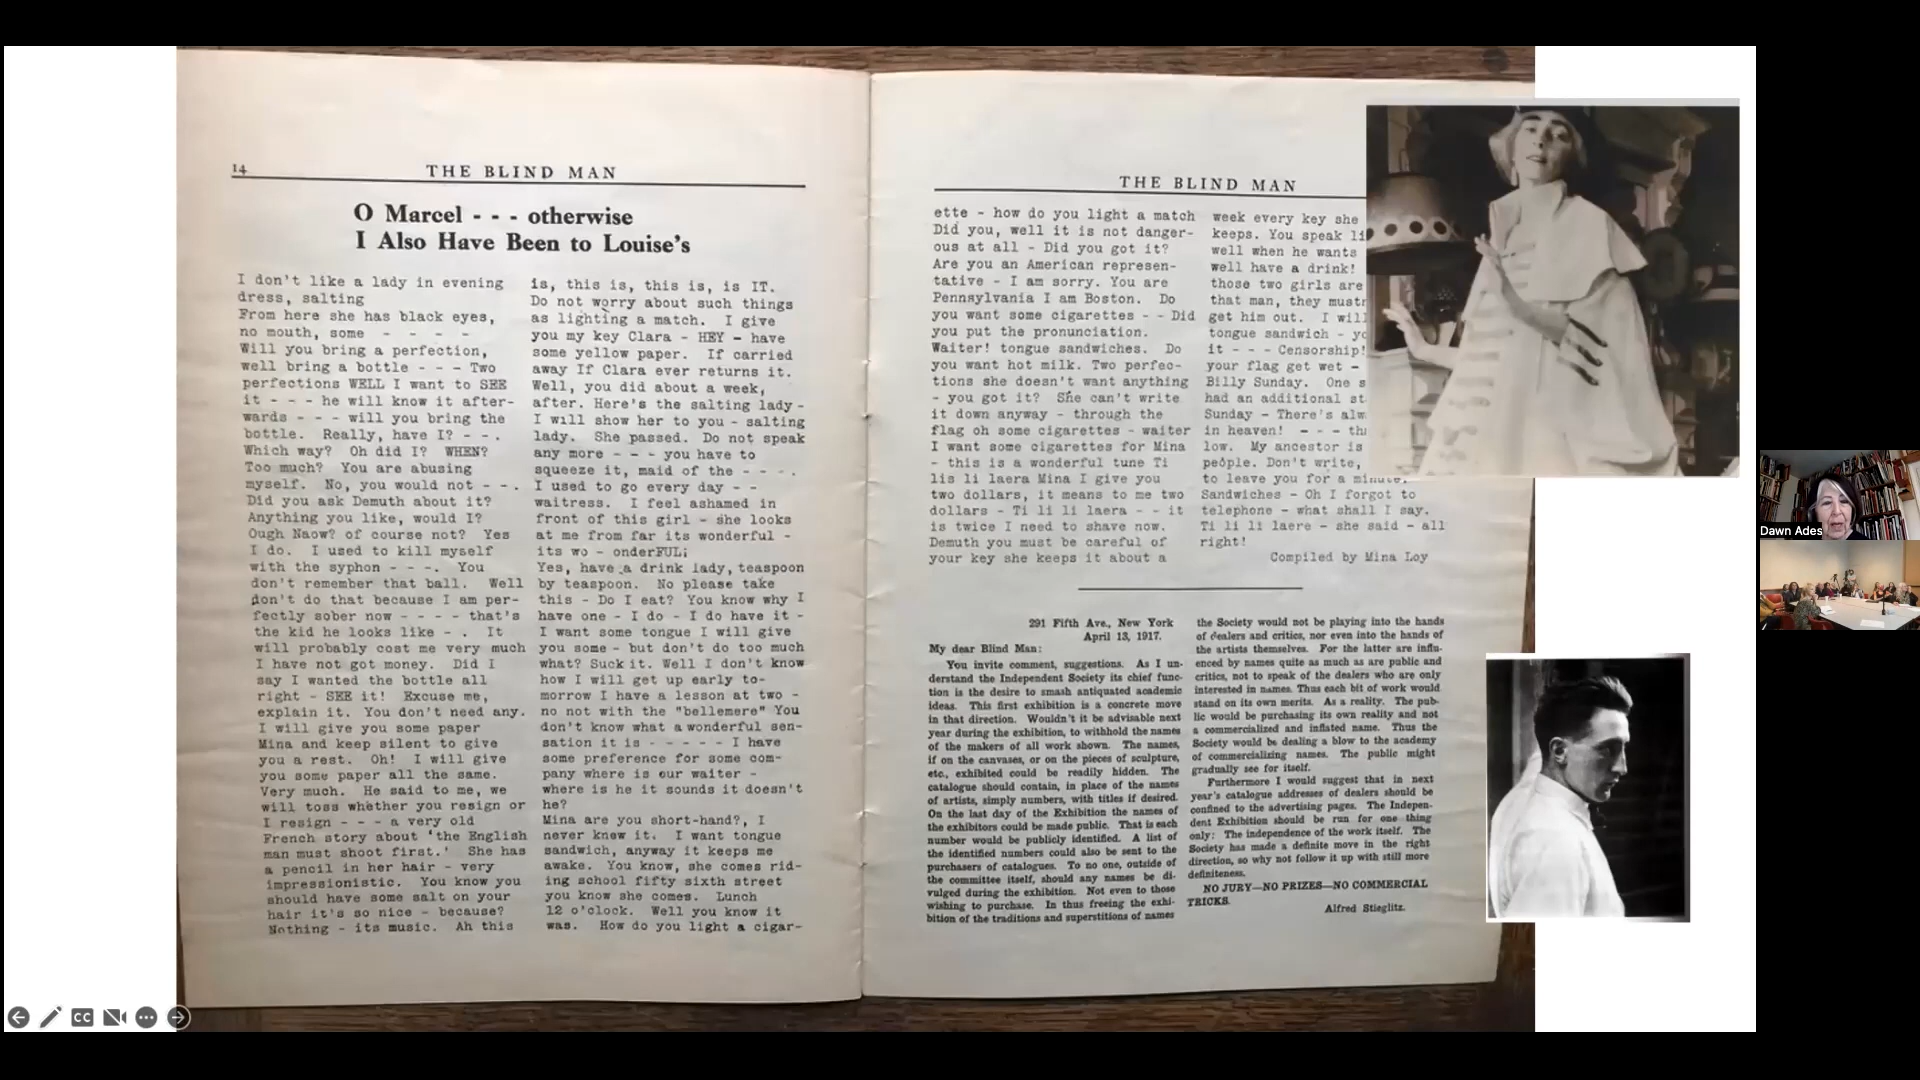 14
THE BLIND MAN
O Marcel - - - otherwise
I Also Have Been to Louise's
I don't like a lady in evening
dress, salting
From here she has black eyes,
no mouth, some - - - -
Will you bring a perfection,
well bring a bottle - - - Two
perfections WELL I want to SEE
it - - - he will know it after-
wards - - - will you bring the
bottle. Really, have I? - -.
Which way? Oh did I? WHEN?
Too much? You are abusing
myself. No, you would not - -.
Did you ask Demuth about it?
Anything you like, would I?
Ough Naow? of course not? Yes
I do. I used to kill myself
with the syphon - - -. You
don't remember that ball. Well
don't do that because I am per-
fectly sober now - - - - that's
the kid he looks like - . It
will probably cost me very much
I have not got money. Did I
say I wanted the bottle all
right - SEE it! Excuse me,
explain it. You don't need any.
I will give you some paper
Mina and keep silent to give
you a rest. Oh! I will give
you some paper all the same.
Very much. He said to me, we
will toss whether you resign or
I resign - - - a very old
French story about 'the English
man must shoot first.' She has
a pencil in her hair - very
impressionistic. You know you
should have some salt on your
hair it's so nice - because?
Nothing - its music. Ah this
is, this is, this is, is IT.
Do not worry about such things
as lighting a match. I give
you my key Clara - HEY - have
some yellow paper. If carried
away If Clara ever returns it.
Well, you did about a week,
after. Here's the salting lady -
I will show her to you - salting
lady. She passed. Do not speak
any more - - - you have to
squeeze it, maid of the - - - .
I used to go every day - -
waitress. I feel ashamed in
front of this girl - she looks
at me from far its wonderful -
its wo - onderFUL;
Yes, have a drink lady, teaspoon
by teaspoon. No please take
this - Do I eat? You know why I
have one - I do - I do have it -
I want some tongue I will give
you some - but don't do too much
what? Suck it. Well I don't know
how I will get up early to-
morrow I have a lesson at two -
no not with the "bellemere" You
don't know what a wonderful sen-
sation it is - - - - - I have
some preference for some com-
pany where is our waiter -
where is he it sounds it doesn't
he?
Mina are you short-hand?, I
never knew it. I want tongue
sandwich, anyway it keeps me
awake. You know, she comes rid-
ing school fifty sixth street
you know she comes. Lunch
12 o'clock. Well you know it
was. How do you light a cigar-
THE BLIND MAN
ette - how do you light a match
Did you, well it is not danger-
ous at all - Did you got it?
Are you an American represen-
tative - I am sorry. You are
Pennsylvania I am Boston. Do
you want some cigarettes - - Did
you put the pronunciation.
Waiter! tongue sandwiches. Do
you want hot milk. Two perfec-
tions she doesn't want anything
- you got it? She can't write
it down anyway - through the
flag oh some cigarettes - waiter
I want some cigarettes for Mina
- this is a wonderful tune Ti
lis li laera Mina I give you
two dollars, it means to me two
dollars - Ti li li laera - - it
is twice I need to shave now.
Demuth you must be careful of
your key she keeps it about a
week every key she
keeps. You speak
well when he wants
well have a drink!
those two girls are
that man, they
get him out. I will
tongue sandwich -
it - - - Censorship!
your flag get wet -
Billy Sunday. One
had an additional
Sunday - There's
in heaven! - - -
low. My ancestor is
people. Don't write,
to leave you for a minute.
Sandwiches - Oh I forgot to
telephone - what shall I say.
Ti li li laere - she said - all
right!
Compiled by Mina Loy
291 Fifth Ave., New York
April 13, 1917.
My dear Blind Man:
You invite comment, suggestions. As I un-
derstand the Independent Society its chief func-
tion is the desire to smash antiquated academic
ideas. This first exhibition is a concrete move
in that direction. Wouldn't it be advisable next
year during the exhibition, to withhold the names
of the makers of all work shown. The names,
if on the canvases, or on the pieces of sculpture,
etc., exhibited could be readily hidden. The
catalogue should contain, in place of the names
of artists, simply numbers, with titles if desired.
On the last day of the Exhibition the names of
the exhibitors could be made public. That is each
number would be publicly identified. A list of
the identified numbers could also be sent to the
purchasers of catalogues. To no one, outside of
the committee itself, should any names be di-
vulged during the exhibition. Not even to those
wishing to purchase. In thus freeing the exhi-
bition of the traditions and superstitions of names
the Society would not be playing into the hands
of dealers and critics, nor even into the hands of
the artists themselves. For the latter are influ-
enced by names quite as much as are public and
critics, not to speak of the dealers who are only
interested in names. Thus each bit of work would
stand on its own merits. As a reality. The pub-
lic would be purchasing its own reality and not
a commercialized and inflated name. Thus the
Society would be dealing a blow to the academy
of commercializing names. The public might
gradually see for itself.
Furthermore I would suggest that in next
year's catalogue addresses of dealers should be
confined to the advertising pages. The Indepen-
dent Exhibition should be run for one thing
only: The independence of the work itself. The
Society has made a definite move in the right
direction, so why not follow it up with still more
definiteness.
NO JURY—NO PRIZES—NO COMMERCIAL
TRICKS.
Alfred Stieglitz.
Dawn Ades
CC